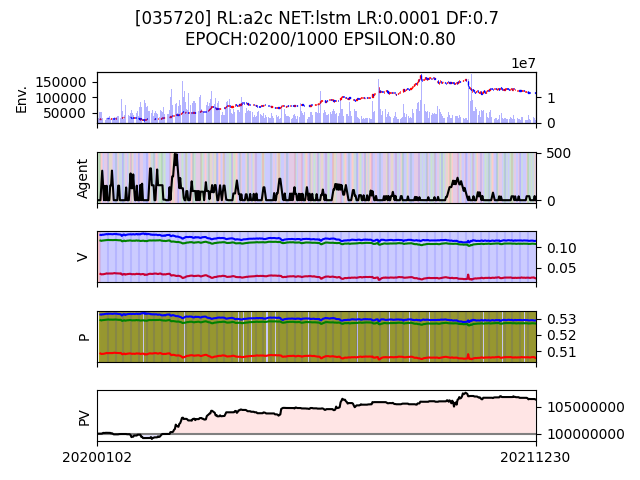 [035720] RL:a2c NET:lstm LR:0.0001 DF:0.7
EPOCH:0200/1000 EPSILON:0.80
1e7
Env.
150000
100000
50000
1
0
Agent
500
0
V
0.10
0.05
P
0.53
0.52
0.51
PV
105000000
100000000
20200102
20211230